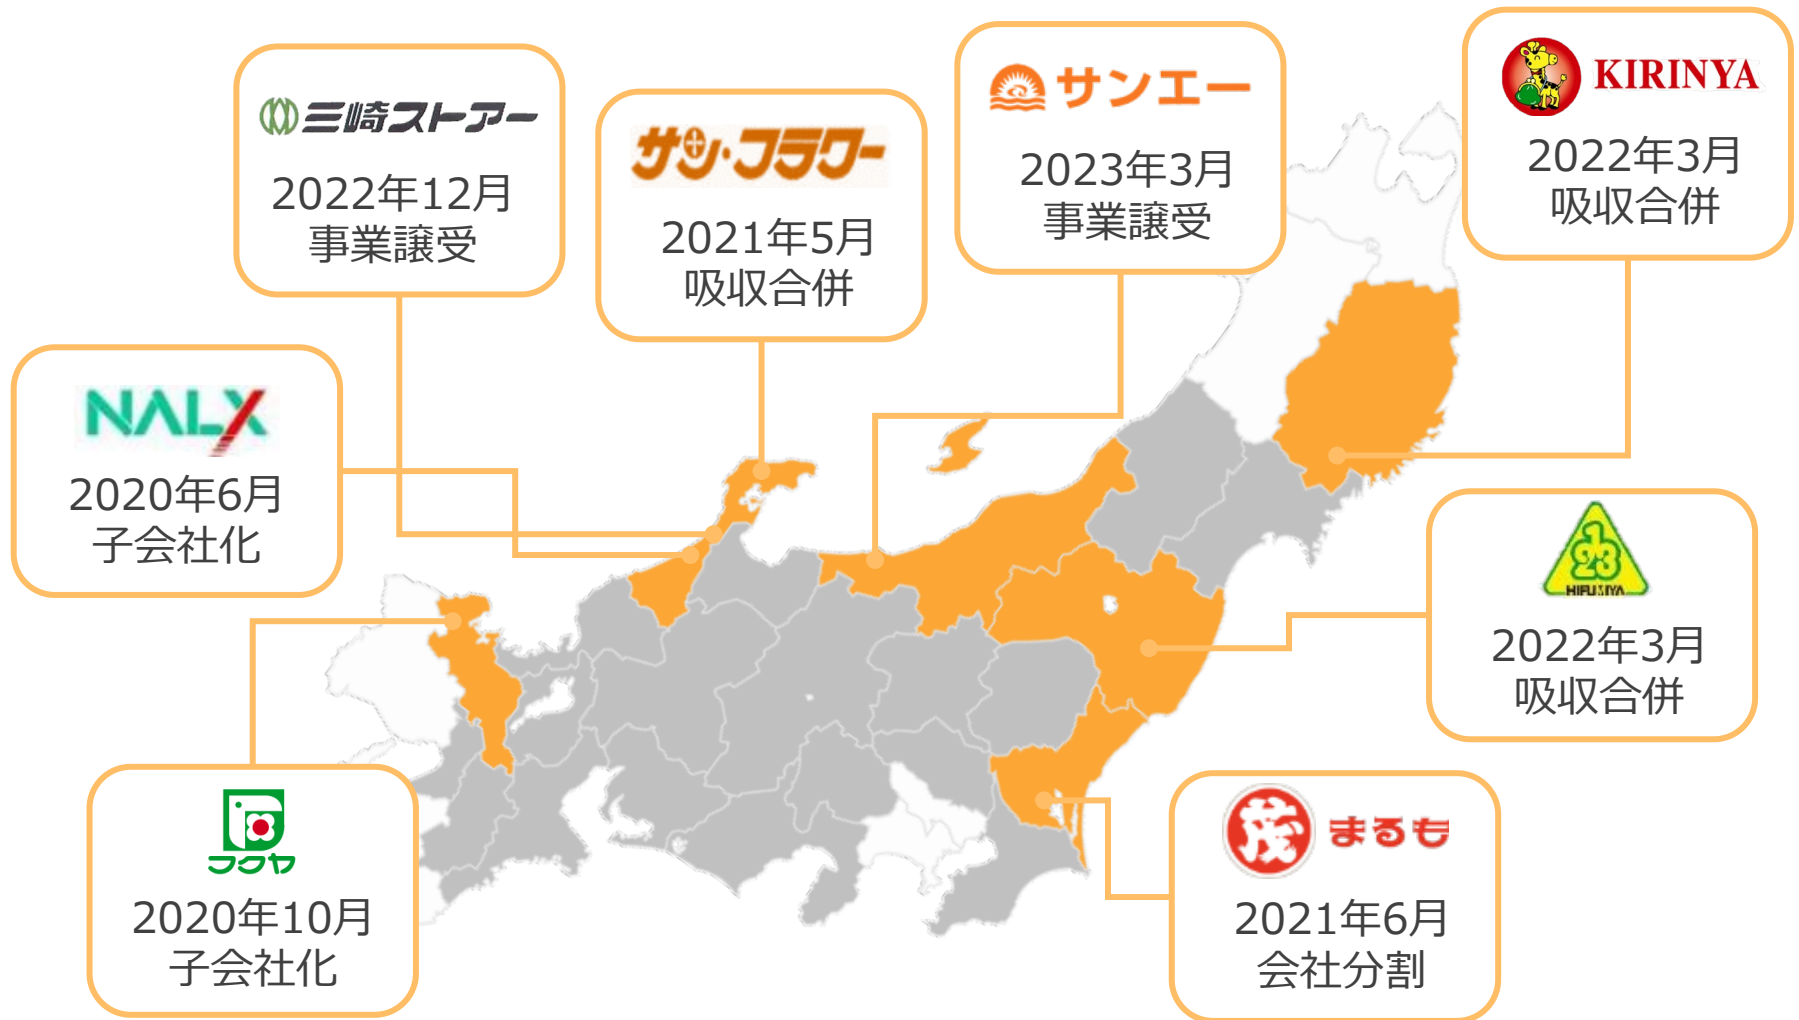 三崎ストアー
2022年12月
事業譲受
サン・フラワー
2021年5月
吸収合併
サンエー
2023年3月
事業譲受
KIRINYA
2022年3月
吸収合併
NALX
2020年6月
子会社化
123
HIFUMIYA
2022年3月
吸収合併
フクヤ
2020年10月
子会社化
茂 まるも
2021年6月
会社分割